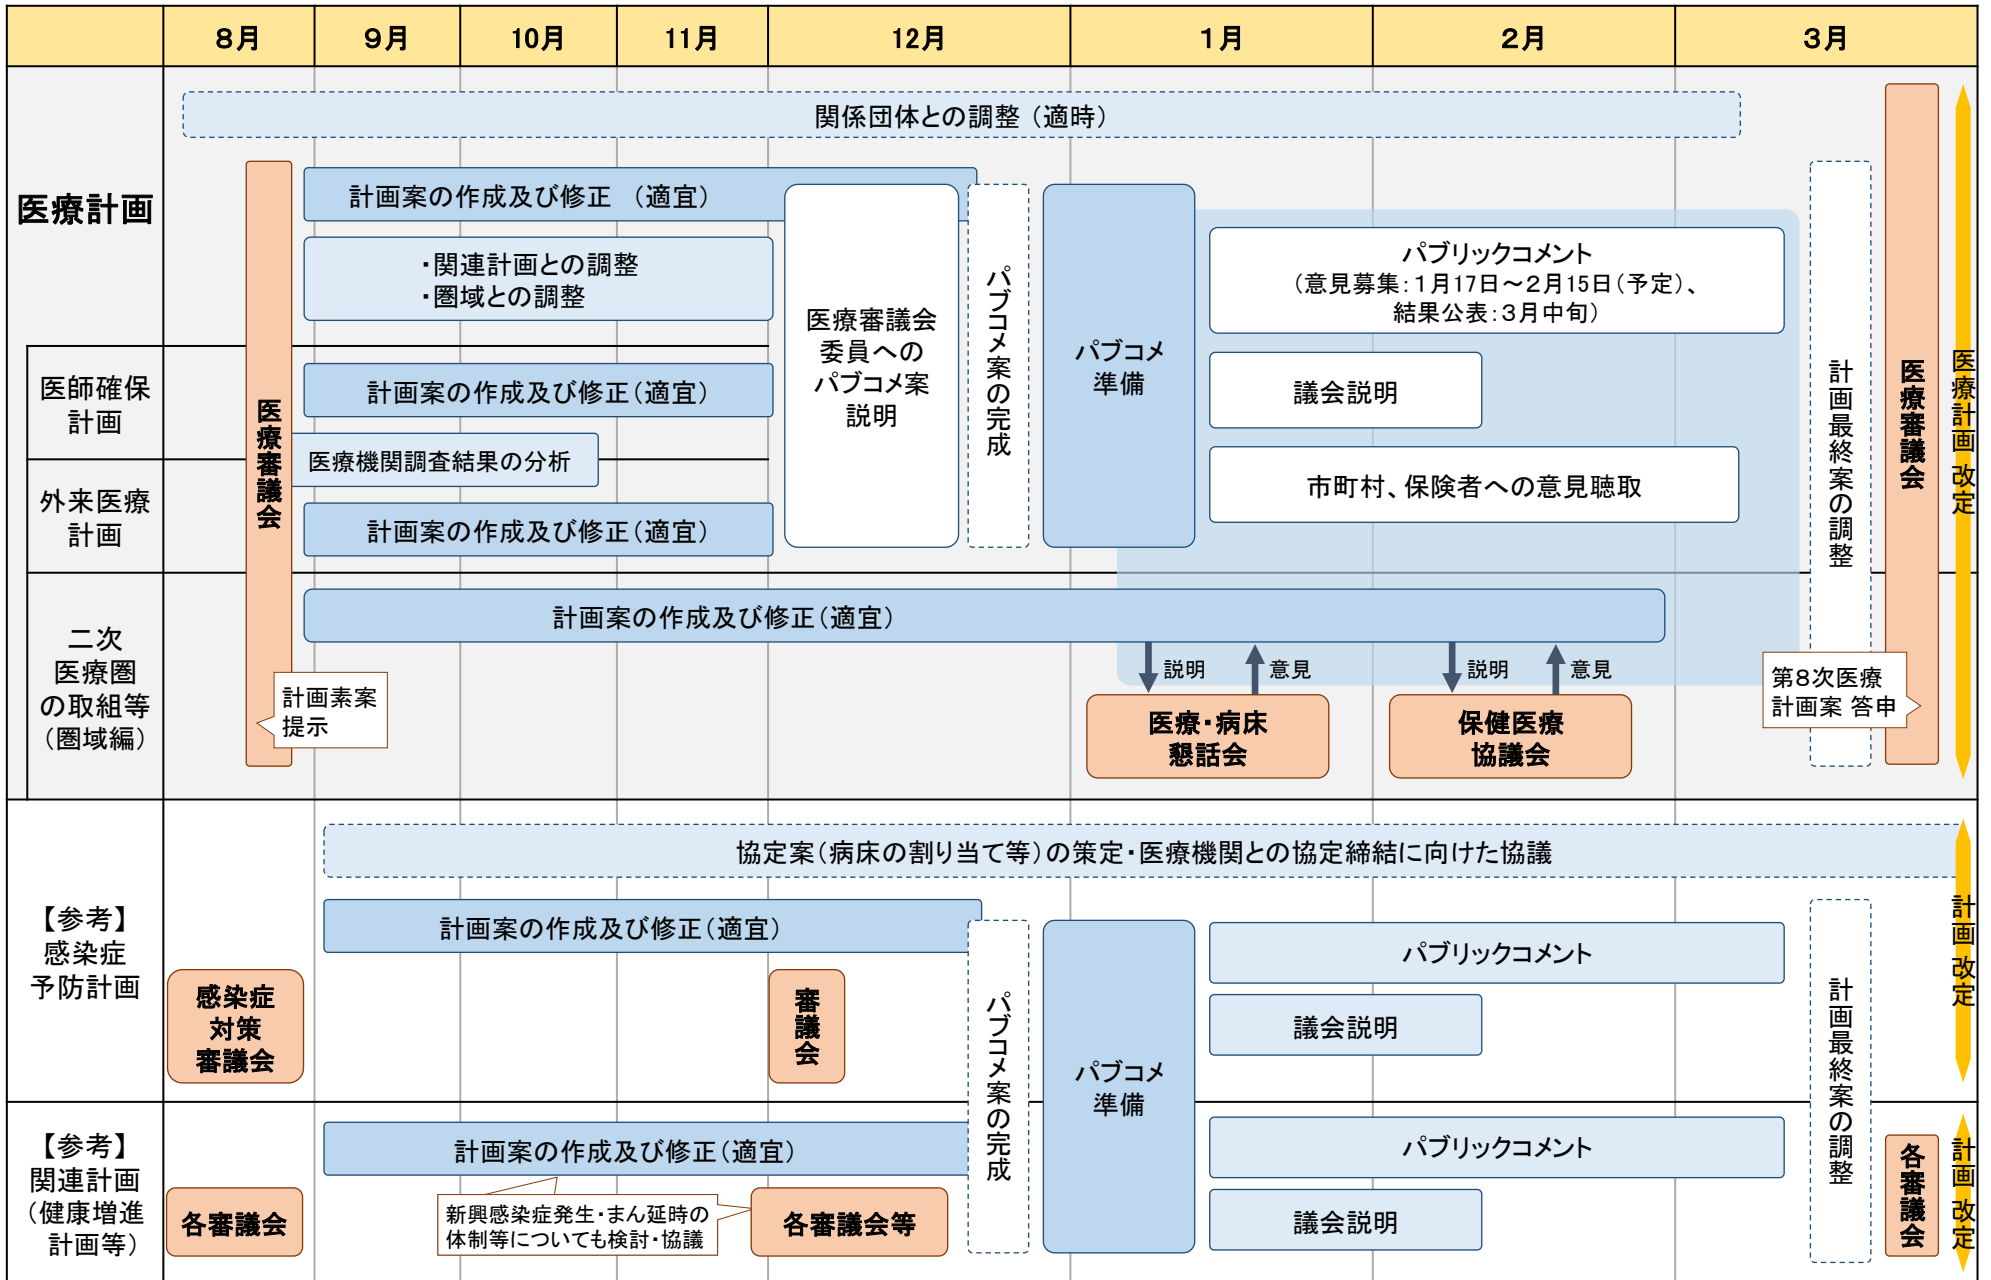 8月
9月
10月
11月
12月
1月
2月
3月
医療計画
関係団体との調整（適時）
計画案の作成及び修正　（適宜）
・関連計画との調整
・圏域との調整
医療審議会
医療審議会
委員への
パブコメ案
説明
パブコメ案の完成
パブコメ
準備
パブリックコメント
（意見募集：1月17日～2月15日（予定）、
結果公表：3月中旬）
議会説明
市町村、保険者への意見聴取
計画最終案の調整
医療審議会
医療計画 改定
医師確保
計画
計画案の作成及び修正（適宜）
医療機関調査結果の分析
外来医療
計画
計画案の作成及び修正（適宜）
二次
医療圏
の取組等
（圏域編）
計画案の作成及び修正（適宜）
計画素案
提示
説明
意見
説明
意見
医療・病床
懇話会
保健医療
協議会
第8次医療
計画案 答申
【参考】
感染症
予防計画
協定案（病床の割り当て等）の策定・医療機関との協定締結に向けた協議
計画案の作成及び修正（適宜）
感染症
対策
審議会
審議会
パブコメ案の完成
パブコメ
準備
パブリックコメント
議会説明
計画最終案の調整
計画 改定
【参考】
関連計画
（健康増進
計画等）
計画案の作成及び修正（適宜）
各審議会
新興感染症発生・まん延時の
体制等についても検討・協議
各審議会等
パブリックコメント
議会説明
各審議会
計画 改定